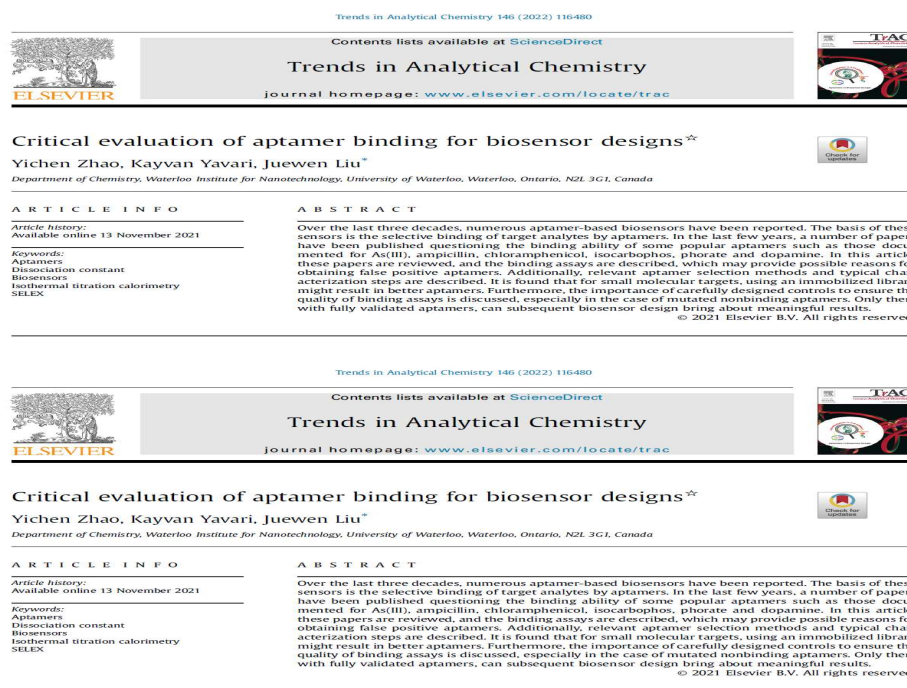 Trends in Analytical Chemistry 146 (2022) 116480
Contents lists available at ScienceDirect
Trends in Analytical Chemistry
journal homepage: www.elsevier.com/locate/trac
ELSEVIER
TrAC
Critical evaluation of aptamer binding for biosensor designs☆
Check for
updates
Yichen Zhao, Kayvan Yavari, Juewen Liu*
Department of Chemistry, Waterloo Institute for Nanotechnology, University of Waterloo, Waterloo, Ontario, N2L 3G1, Canada
ARTICLE INFO
Article history:
Available online 13 November 2021
Keywords:
Aptamers
Dissociation constant
Biosensors
Isothermal titration calorimetry
SELEX
ABSTRACT
Over the last three decades, numerous aptamer-based biosensors have been reported. The basis of thes
sensors is the selective binding of target analytes by aptamers. In the last few years, a number of paper
have been published questioning the binding ability of some popular aptamers such as those docu
mented for As(III), ampicillin, chloramphenicol, isocarbophos, phorate and dopamine. In this articl
these papers are reviewed, and the binding assays are described, which may provide possible reasons fo
obtaining false positive aptamers. Additionally, relevant aptamer selection methods and typical cha
acterization steps are described. It is found that for small molecular targets, using an immobilized librar
might result in better aptamers. Furthermore, the importance of carefully designed controls to ensure th
quality of binding assays is discussed, especially in the case of mutated nonbinding aptamers. Only ther
with fully validated aptamers, can subsequent biosensor design bring about meaningful results.
© 2021 Elsevier B.V. All rights reserved
Trends in Analytical Chemistry 146 (2022) 116480
Contents lists available at ScienceDirect
Trends in Analytical Chemistry
journal homepage: www.elsevier.com/locate/trac
ELSEVIER
TrAC
Critical evaluation of aptamer binding for biosensor designs☆
Check for
updates
Yichen Zhao, Kayvan Yavari, Juewen Liu*
Department of Chemistry, Waterloo Institute for Nanotechnology, University of Waterloo, Waterloo, Ontario, N2L 3G1, Canada
ARTICLE INFO
Article history:
Available online 13 November 2021
Keywords:
Aptamers
Dissociation constant
Biosensors
Isothermal titration calorimetry
SELEX
ABSTRACT
Over the last three decades, numerous aptamer-based biosensors have been reported. The basis of thes
sensors is the selective binding of target analytes by aptamers. In the last few years, a number of paper
have been published questioning the binding ability of some popular aptamers such as those docu
mented for As(III), ampicillin, chloramphenicol, isocarbophos, phorate and dopamine. In this articl
these papers are reviewed, and the binding assays are described, which may provide possible reasons fo
obtaining false positive aptamers. Additionally, relevant aptamer selection methods and typical cha
acterization steps are described. It is found that for small molecular targets, using an immobilized librar
might result in better aptamers. Furthermore, the importance of carefully designed controls to ensure th
quality of binding assays is discussed, especially in the case of mutated nonbinding aptamers. Only ther
with fully validated aptamers, can subsequent biosensor design bring about meaningful results.
© 2021 Elsevier B.V. All rights reserved